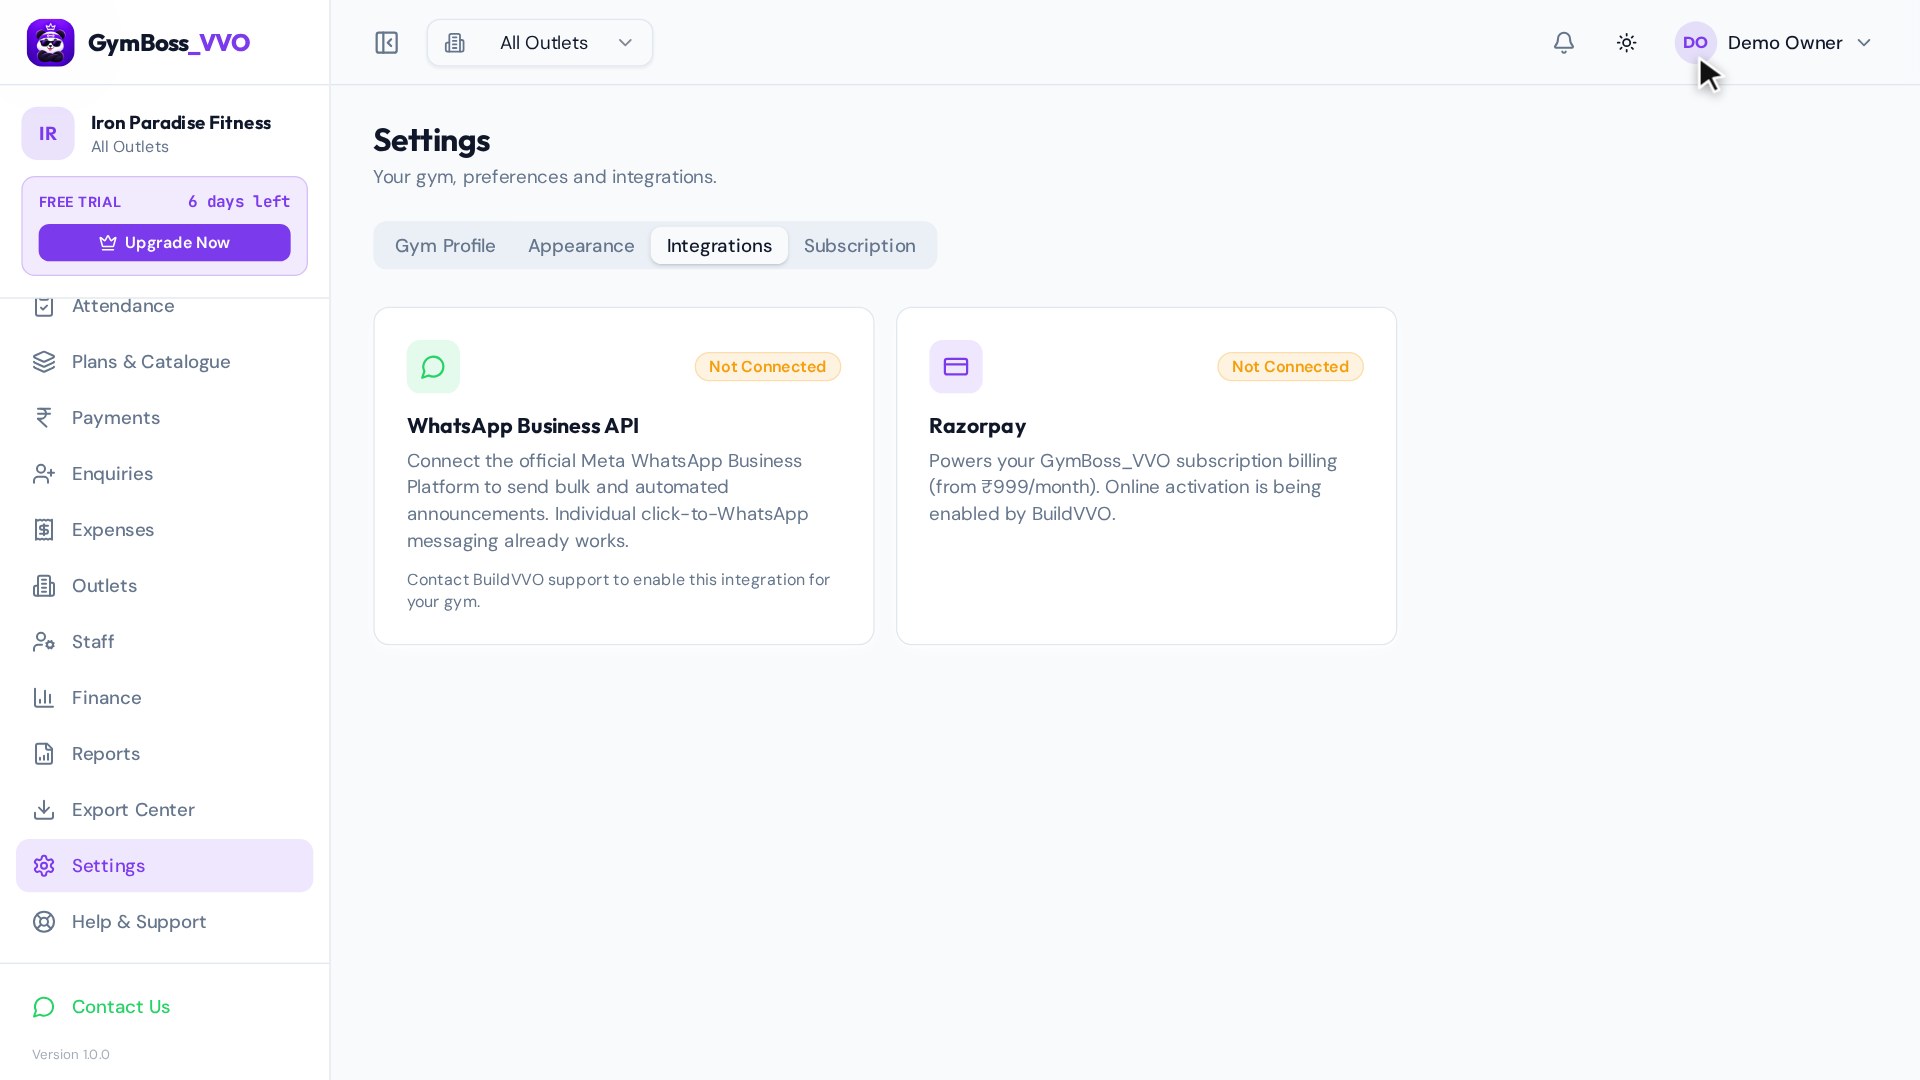 GymBoss_VVO
All Outlets
DO
Demo Owner
IR
Iron Paradise Fitness
All Outlets
FREE TRIAL
6 days left
Upgrade Now
Attendance
Plans & Catalogue
Payments
Enquiries
Expenses
Outlets
Staff
Finance
Reports
Export Center
Settings
Help & Support
Contact Us
Version 1.0.0
Settings
Your gym, preferences and integrations.
Gym Profile
Appearance
Integrations
Subscription
Not Connected
WhatsApp Business API
Connect the official Meta WhatsApp Business
Platform to send bulk and automated
announcements. Individual click-to-WhatsApp
messaging already works.
Contact BuildVVO support to enable this integration for
your gym.
Not Connected
Razorpay
Powers your GymBoss_VVO subscription billing
(from ₹999/month). Online activation is being
enabled by BuildVVO.